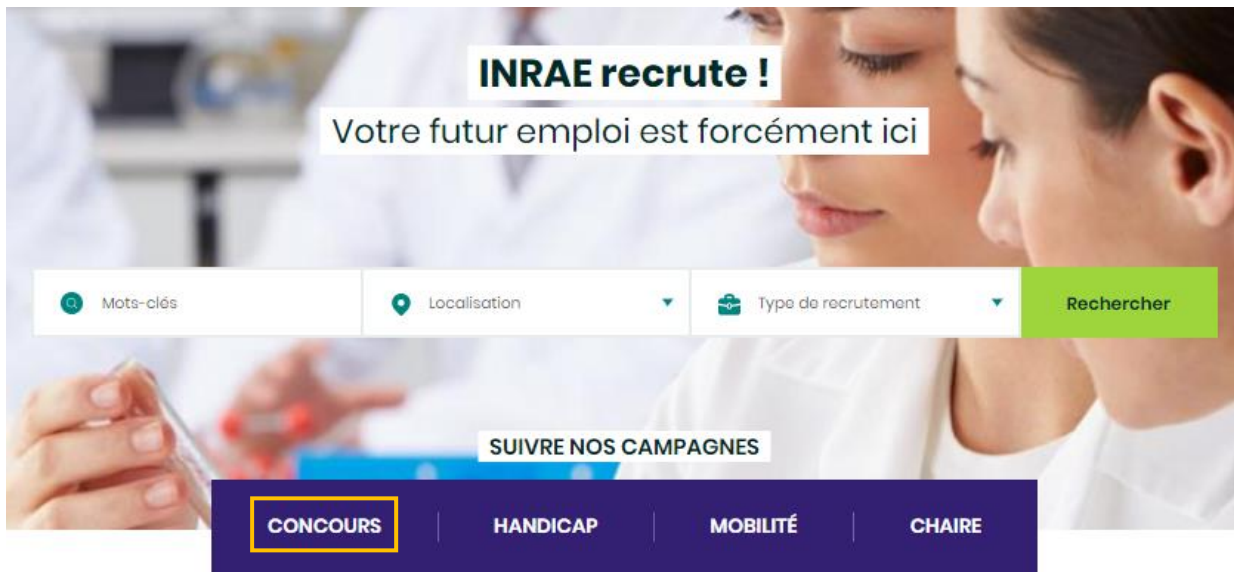 INRAE recrute !
Votre futur emploi est forcément ici
Mots-clés Localisation Type de recrutement Rechercher
SUIVRE NOS CAMPAGNES
CONCOURS HANDICAP MOBILITÉ CHAIRE